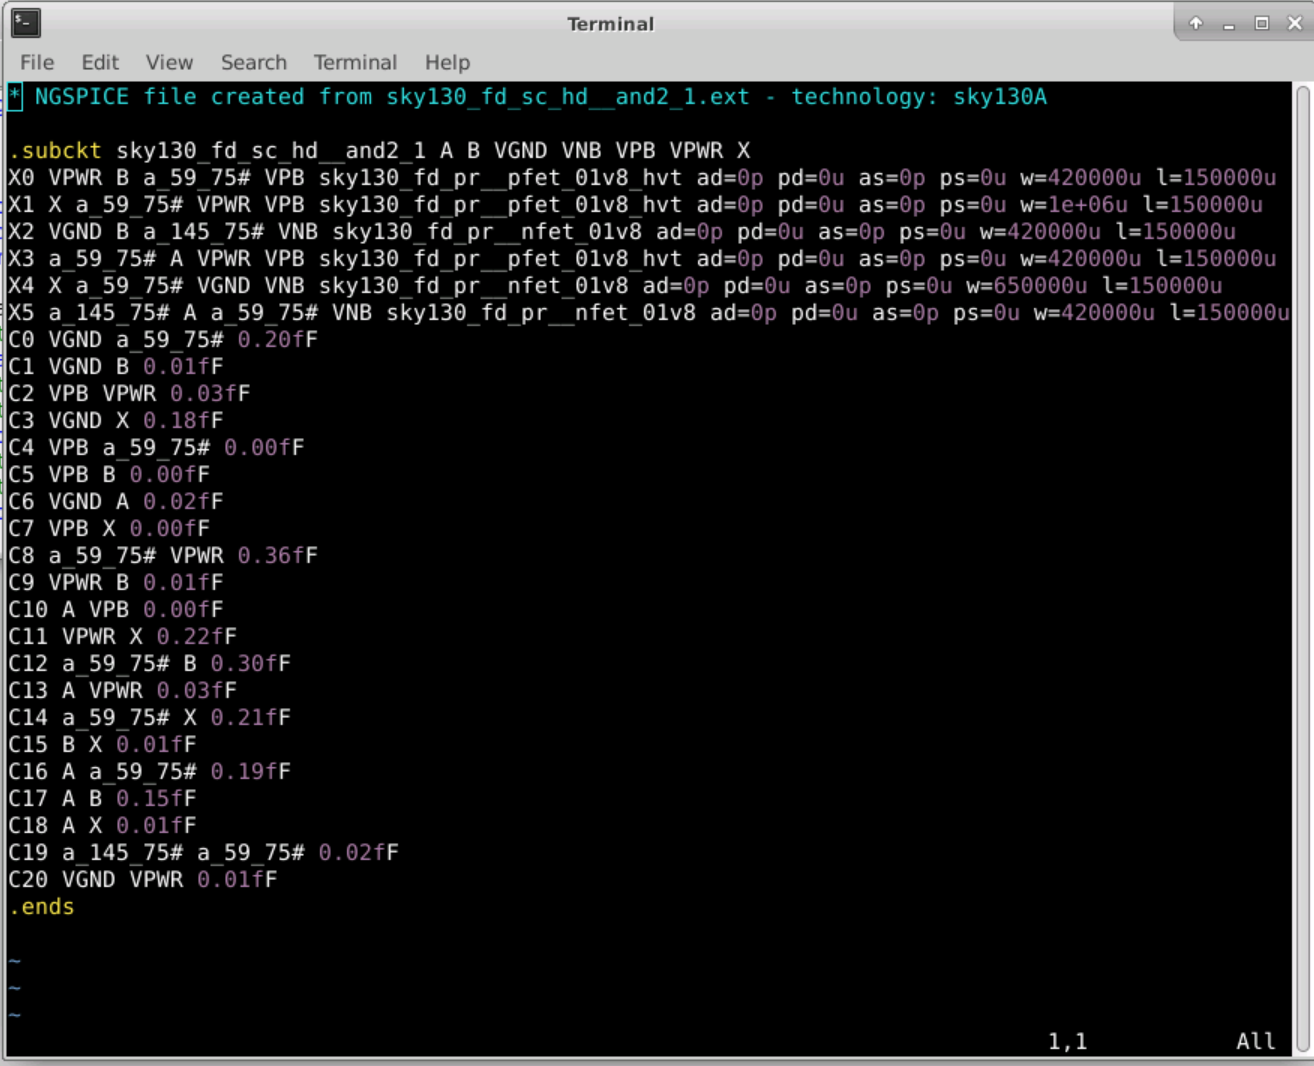 Terminal
File Edit View Search Terminal Help
* NGSPICE file created from sky130_fd_sc_hd__and2_1.ext - technology: sky130A
.subckt sky130_fd_sc_hd__and2_1 A B VGND VNB VPB VPWR X
X0 VPWR B a_59_75# VPB sky130_fd_pr__pfet_01v8_hvt ad=0p pd=0u as=0p ps=0u w=420000u l=150000u
X1 X a_59_75# VPWR VPB sky130_fd_pr__pfet_01v8_hvt ad=0p pd=0u as=0p ps=0u w=1e+06u l=150000u
X2 VGND B a_145_75# VNB sky130_fd_pr__nfet_01v8 ad=0p pd=0u as=0p ps=0u w=420000u l=150000u
X3 a_59_75# A VPWR VPB sky130_fd_pr__pfet_01v8_hvt ad=0p pd=0u as=0p ps=0u w=420000u l=150000u
X4 X a_59_75# VGND VNB sky130_fd_pr__nfet_01v8 ad=0p pd=0u as=0p ps=0u w=650000u l=150000u
X5 a_145_75# A a_59_75# VNB sky130_fd_pr__nfet_01v8 ad=0p pd=0u as=0p ps=0u w=420000u l=150000u
C0 VGND a_59_75# 0.20fF
C1 VGND B 0.01fF
C2 VPB VPWR 0.03fF
C3 VGND X 0.18fF
C4 VPB a_59_75# 0.00fF
C5 VPB B 0.00fF
C6 VGND A 0.02fF
C7 VPB X 0.00fF
C8 a_59_75# VPWR 0.36fF
C9 VPWR B 0.01fF
C10 A VPB 0.00fF
C11 VPWR X 0.22fF
C12 a_59_75# B 0.30fF
C13 A VPWR 0.03fF
C14 a_59_75# X 0.21fF
C15 B X 0.01fF
C16 A a_59_75# 0.19fF
C17 A B 0.15fF
C18 A X 0.01fF
C19 a_145_75# a_59_75# 0.02fF
C20 VGND VPWR 0.01fF
.ends
~
~
~
1,1 All